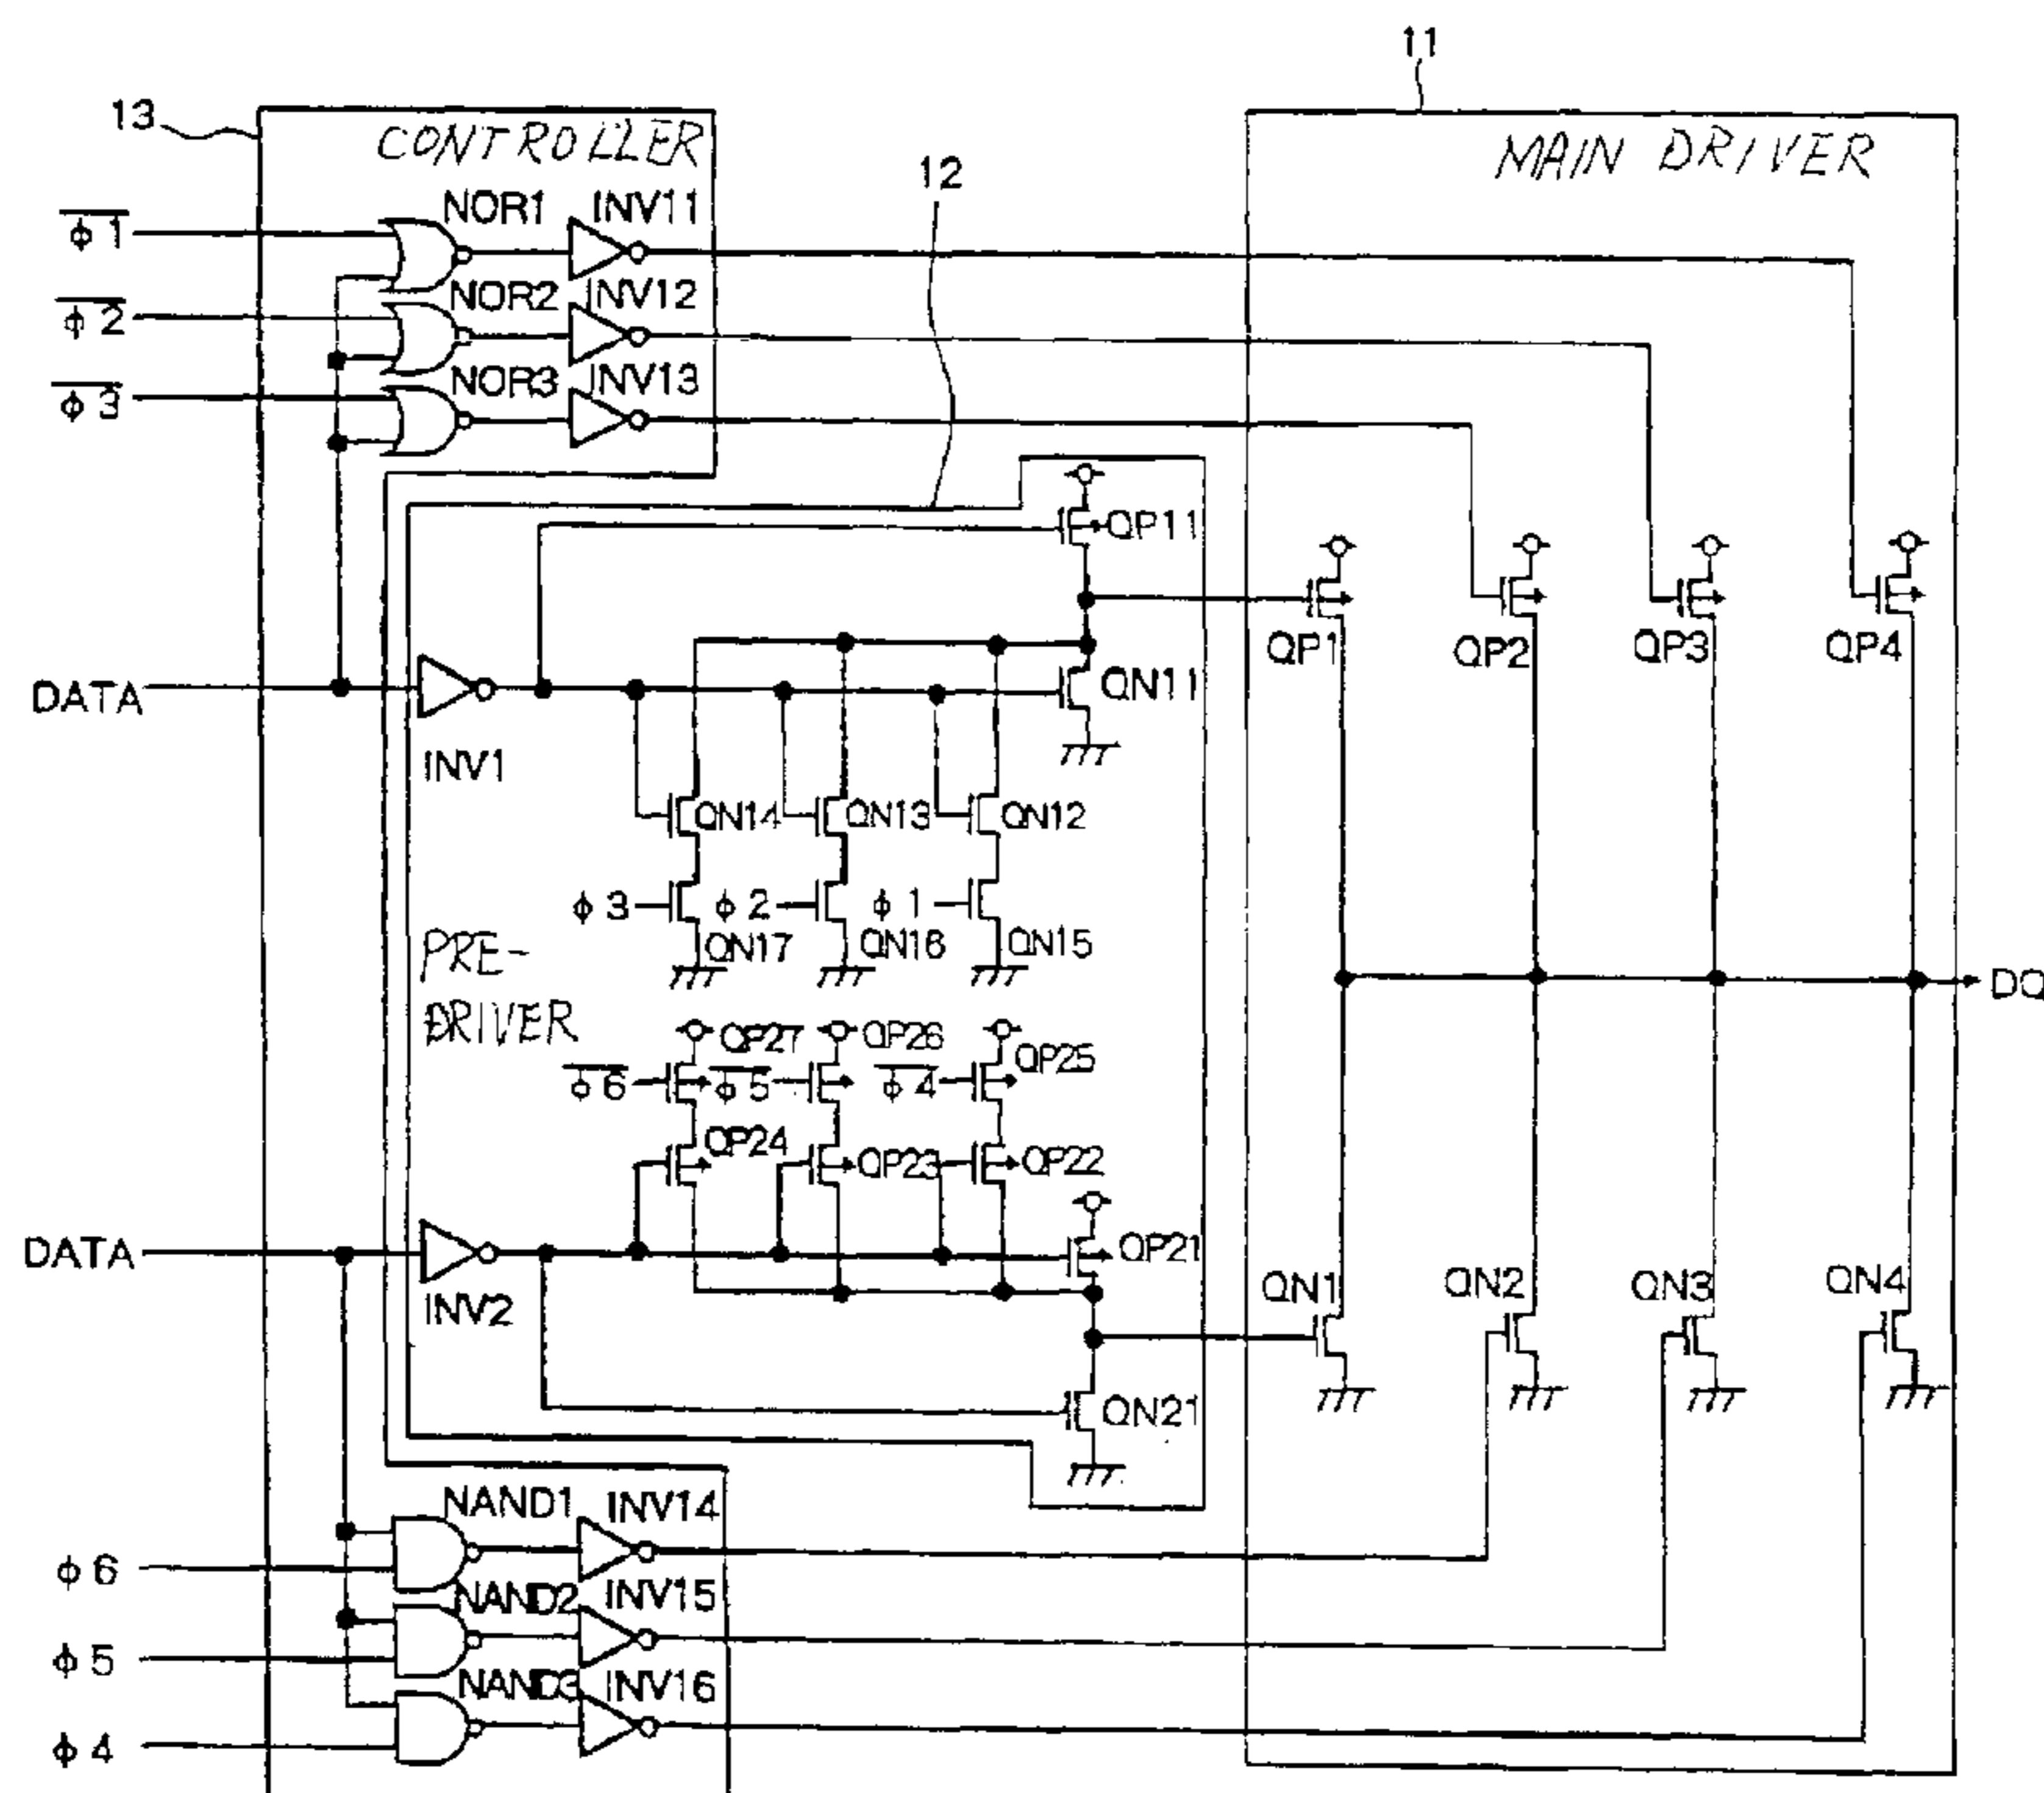 11
13
CONTROLLER
MAIN DRIVER
12
NOR1
INV11
φ1̅
NOR2
INV12
φ2̅
NOR3
INV13
φ3̅
QP11
QP1
QP2
QP3
QP4
DATA
QN11
INV1
QN14
QN13
QN12
φ3
φ2
φ1
QN17
QN16
QN15
PRE-
DRIVER
DQ
QP27
QP26
QP25
φ6̅
φ5̅
φ4̅
QP24
QP23
QP22
DATA
QP21
INV2
QN1
QN2
QN3
QN4
QN21
NAND1
INV14
φ6
NAND2
INV15
φ5
NAND3
INV16
φ4